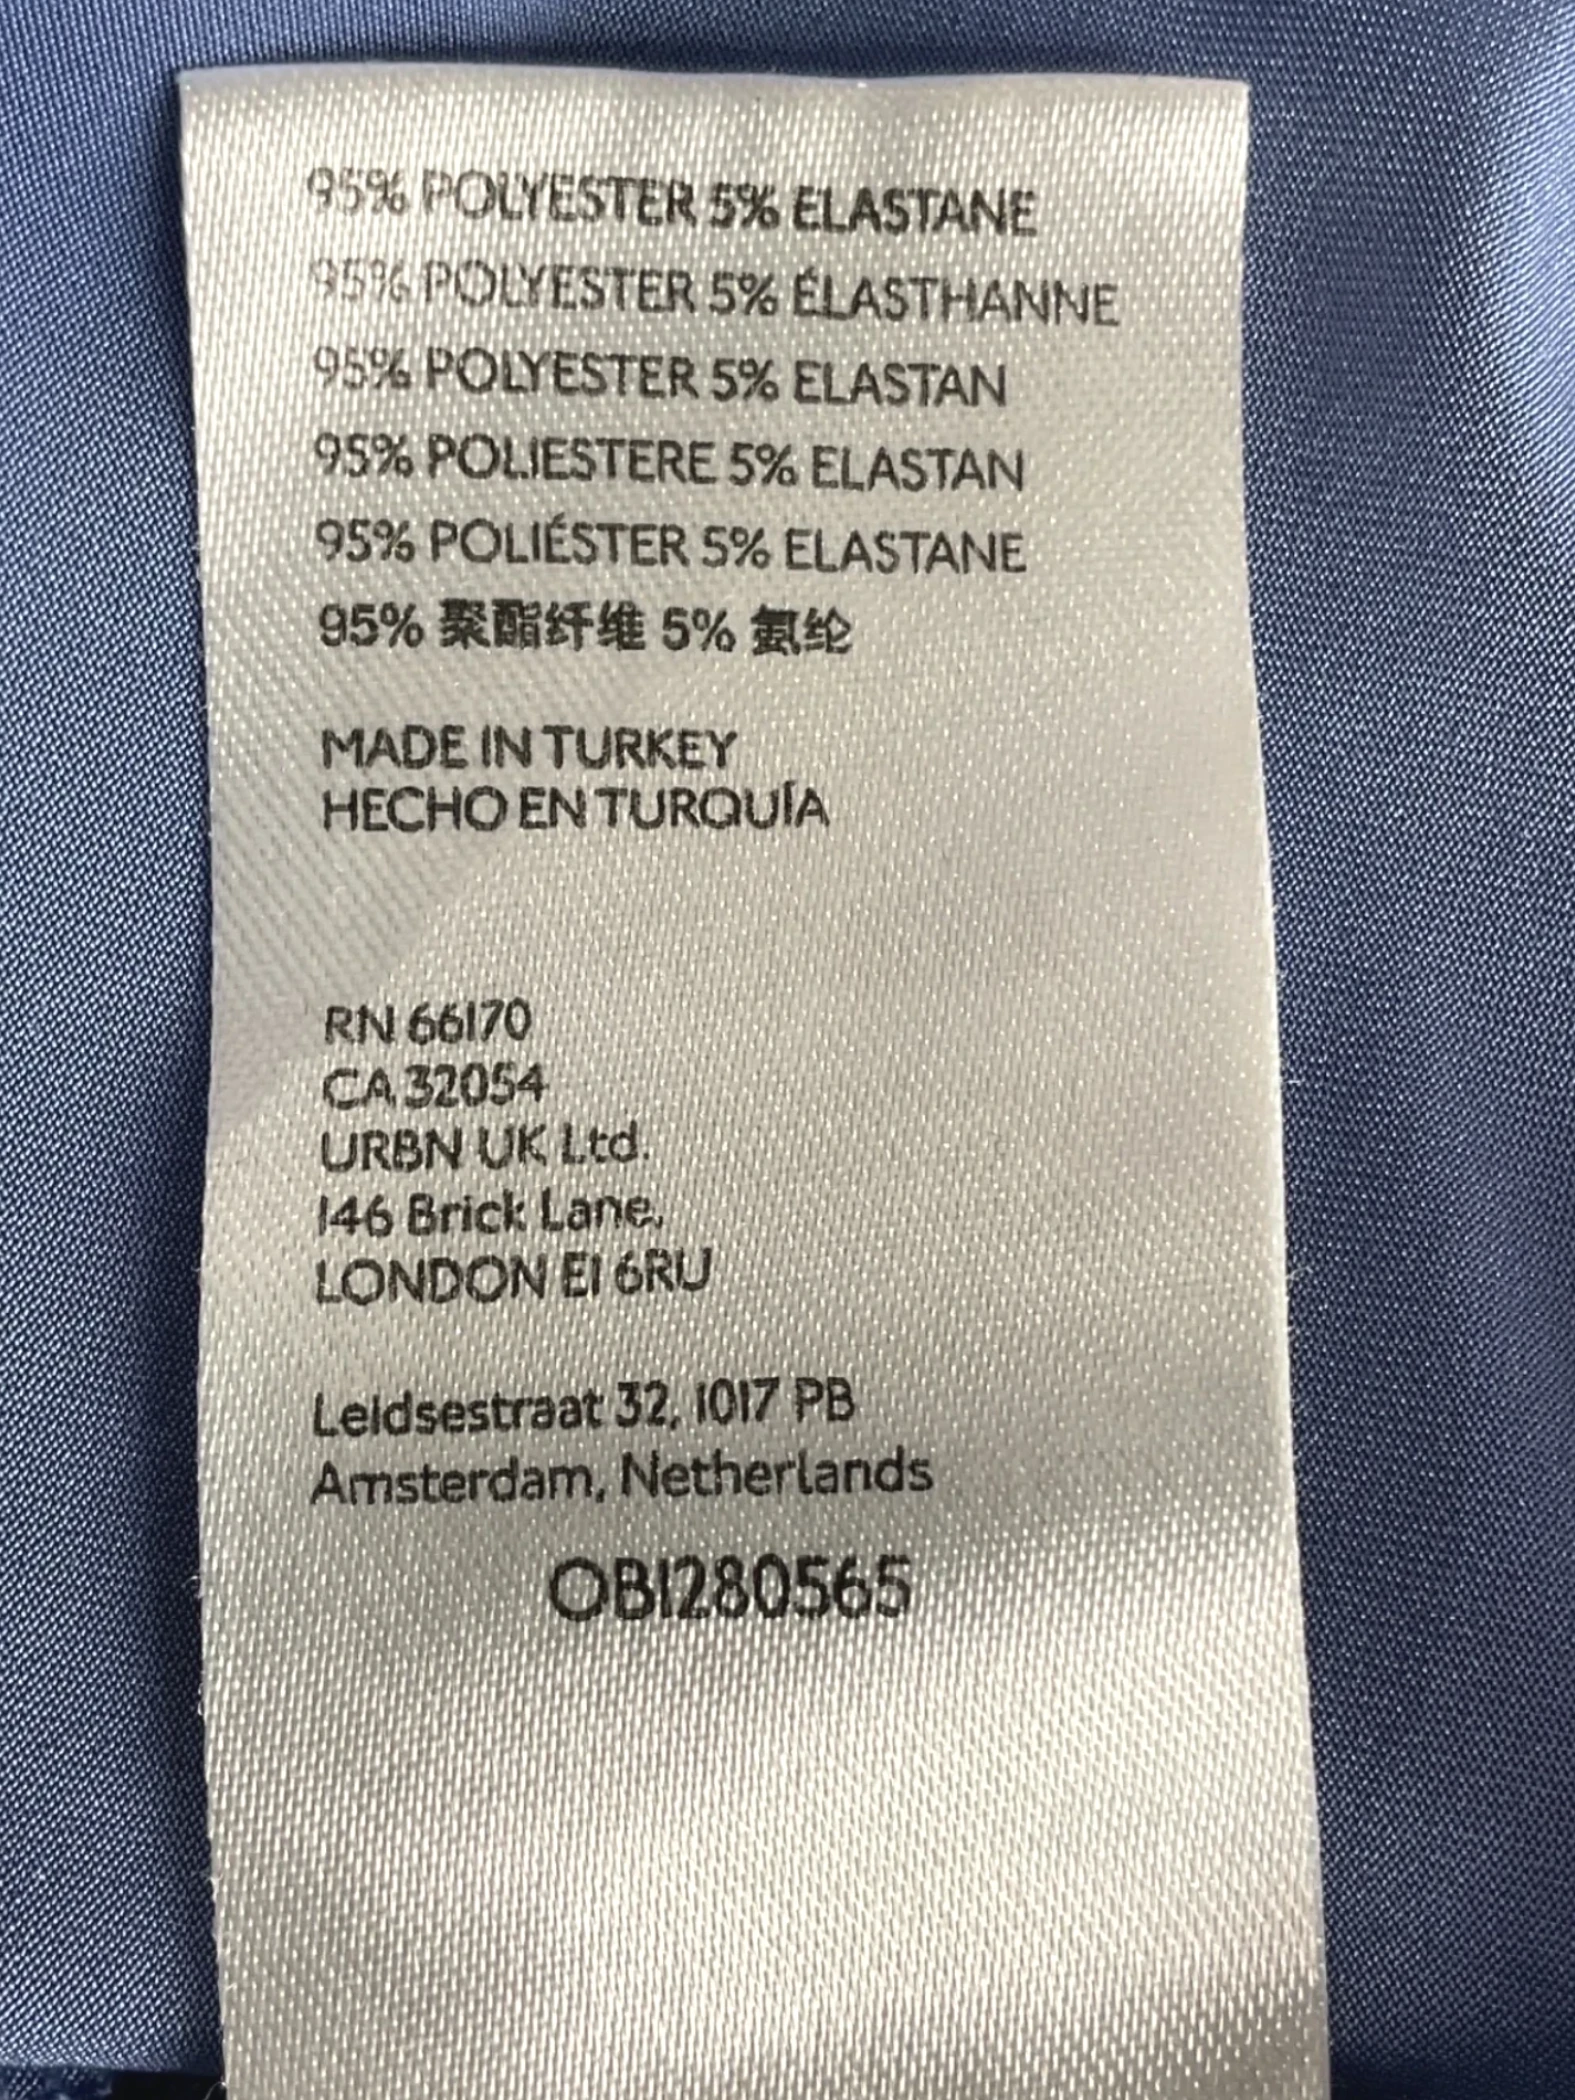 95% POLYESTER 5% ELASTANE
95% POLYESTER 5% ÉLASTHANNE
95% POLYESTER 5% ELASTAN
95% POLIESTERE 5% ELASTAN
95% POLIÉSTER 5% ELASTANE
95% 聚酯纤维 5% 氨纶
MADE IN TURKEY
HECHO EN TURQUÍA
RN 66170
CA 32054
URBN UK Ltd.
146 Brick Lane,
LONDON E1 6RU
Leidsestraat 32, 1017 PB
Amsterdam, Netherlands
OB1280565